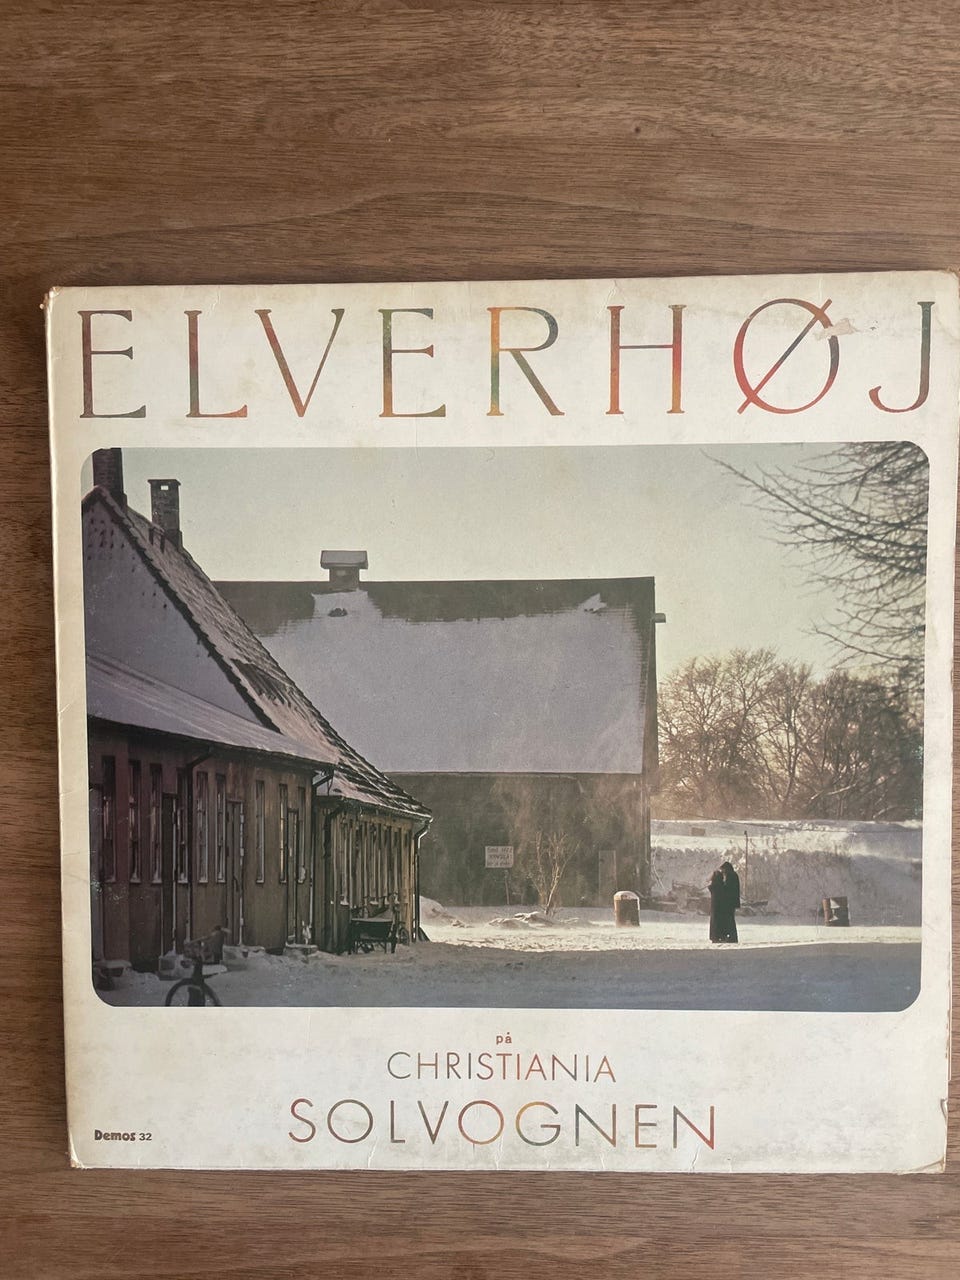 ELVERHØJ
på
CHRISTIANIA
SOLVOGNEN
Demos 32